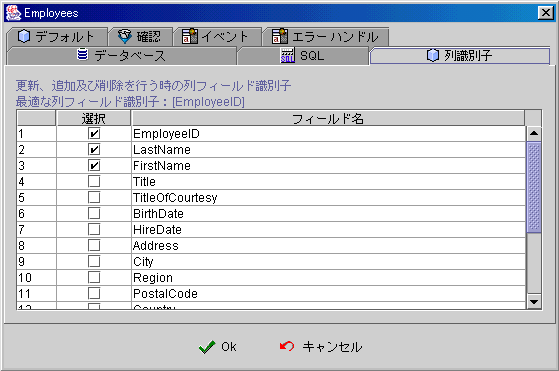 Employees
デフォルト 確認 イベント エラー ハンドル
データベース SQL 列識別子
更新、追加及び削除を行う時の列フィールド識別子
最適な列フィールド識別子：[EmployeeID]
選択 フィールド名
1 EmployeeID
2 LastName
3 FirstName
4 Title
5 TitleOfCourtesy
6 BirthDate
7 HireDate
8 Address
9 City
10 Region
11 PostalCode
12 Country
Ok キャンセル